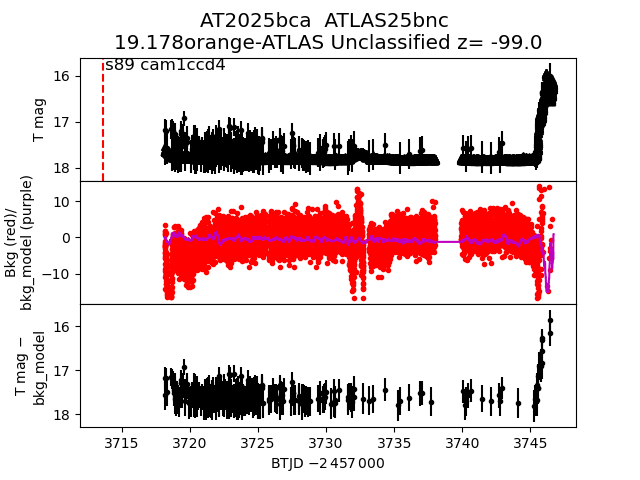 AT2025bca  ATLAS25bnc
19.178orange-ATLAS Unclassified z= -99.0
s89 cam1ccd4
16
17
18
T mag
10
0
−10
Bkg (red)/
bkg_model (purple)
16
17
18
T mag −
bkg_model
3715 3720 3725 3730 3735 3740 3745
BTJD −2 457 000